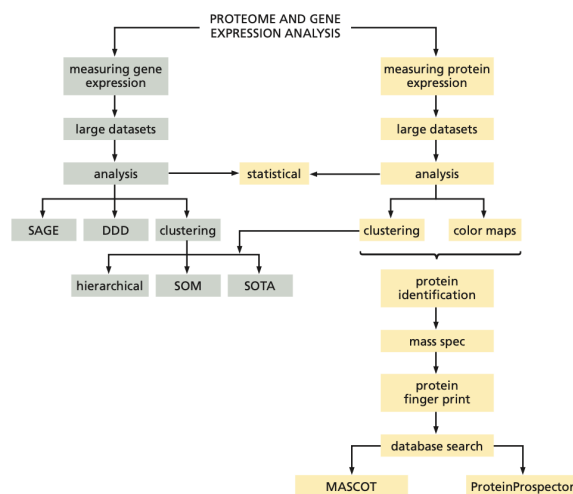 PROTEOME AND GENE
EXPRESSION ANALYSIS
measuring gene
expression
measuring protein
expression
large datasets
large datasets
analysis
statistical
analysis
SAGE
DDD
clustering
clustering
color maps
hierarchical
SOM
SOTA
protein
identification
mass spec
protein
finger print
database search
MASCOT
ProteinProspector